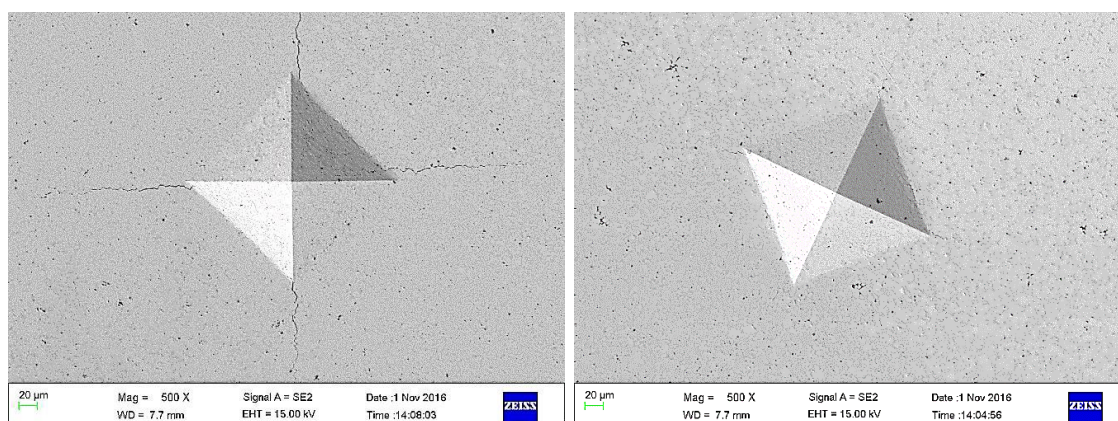 20 µm
Mag = 500 X
Signal A = SE2
Date :1 Nov 2016
WD = 7.7 mm
EHT = 15.00 kV
Time :14:08:03
ZEISS
20 µm
Mag = 500 X
Signal A = SE2
Date :1 Nov 2016
WD = 7.7 mm
EHT = 15.00 kV
Time :14:04:56
ZEISS